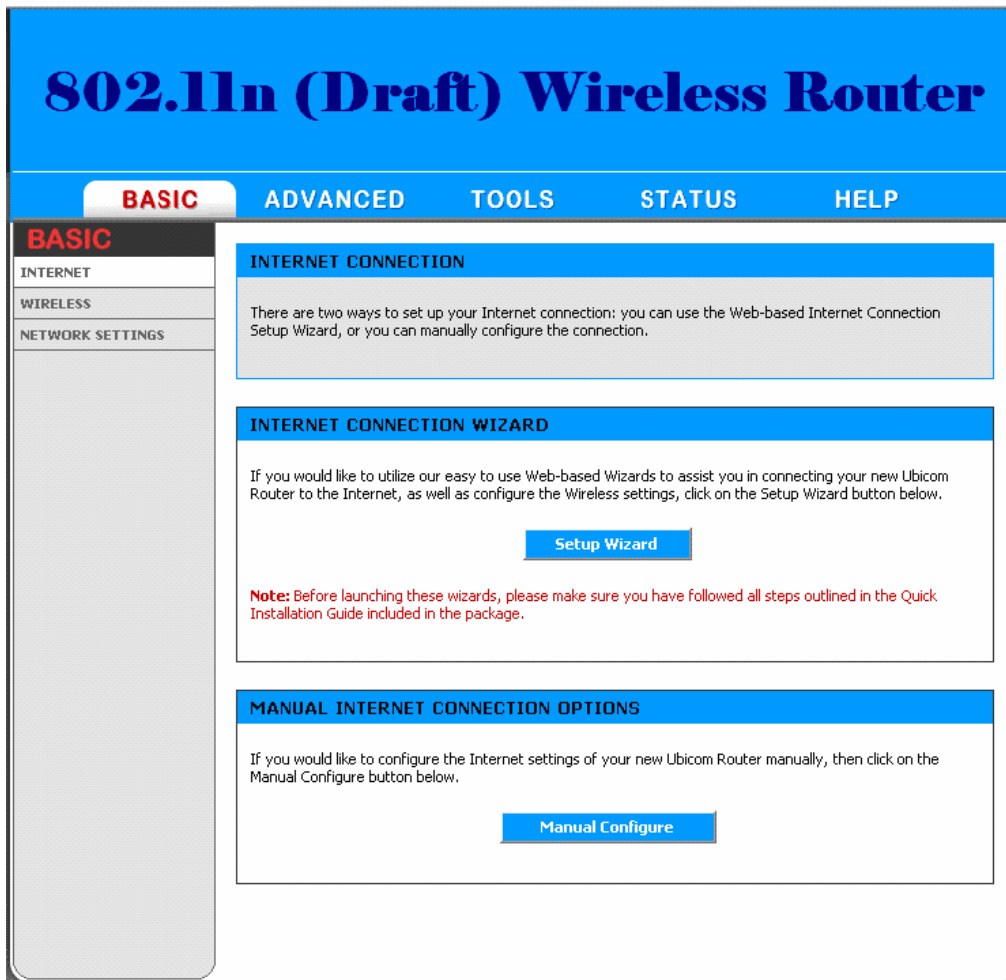 802.11n (Draft) Wireless Router
BASIC ADVANCED TOOLS STATUS HELP
BASIC
INTERNET
WIRELESS
NETWORK SETTINGS
INTERNET CONNECTION
There are two ways to set up your Internet connection: you can use the Web-based Internet Connection
Setup Wizard, or you can manually configure the connection.
INTERNET CONNECTION WIZARD
If you would like to utilize our easy to use Web-based Wizards to assist you in connecting your new Ubicom
Router to the Internet, as well as configure the Wireless settings, click on the Setup Wizard button below.
Setup Wizard
Note: Before launching these wizards, please make sure you have followed all steps outlined in the Quick
Installation Guide included in the package.
MANUAL INTERNET CONNECTION OPTIONS
If you would like to configure the Internet settings of your new Ubicom Router manually, then click on the
Manual Configure button below.
Manual Configure